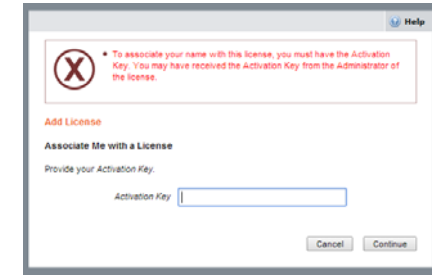 Help
• To associate your name with this license, you must have the Activation
Key. You may have received the Activation Key from the Administrator of
the license.
Add License
Associate Me with a License
Provide your Activation Key.
Activation Key
Cancel Continue